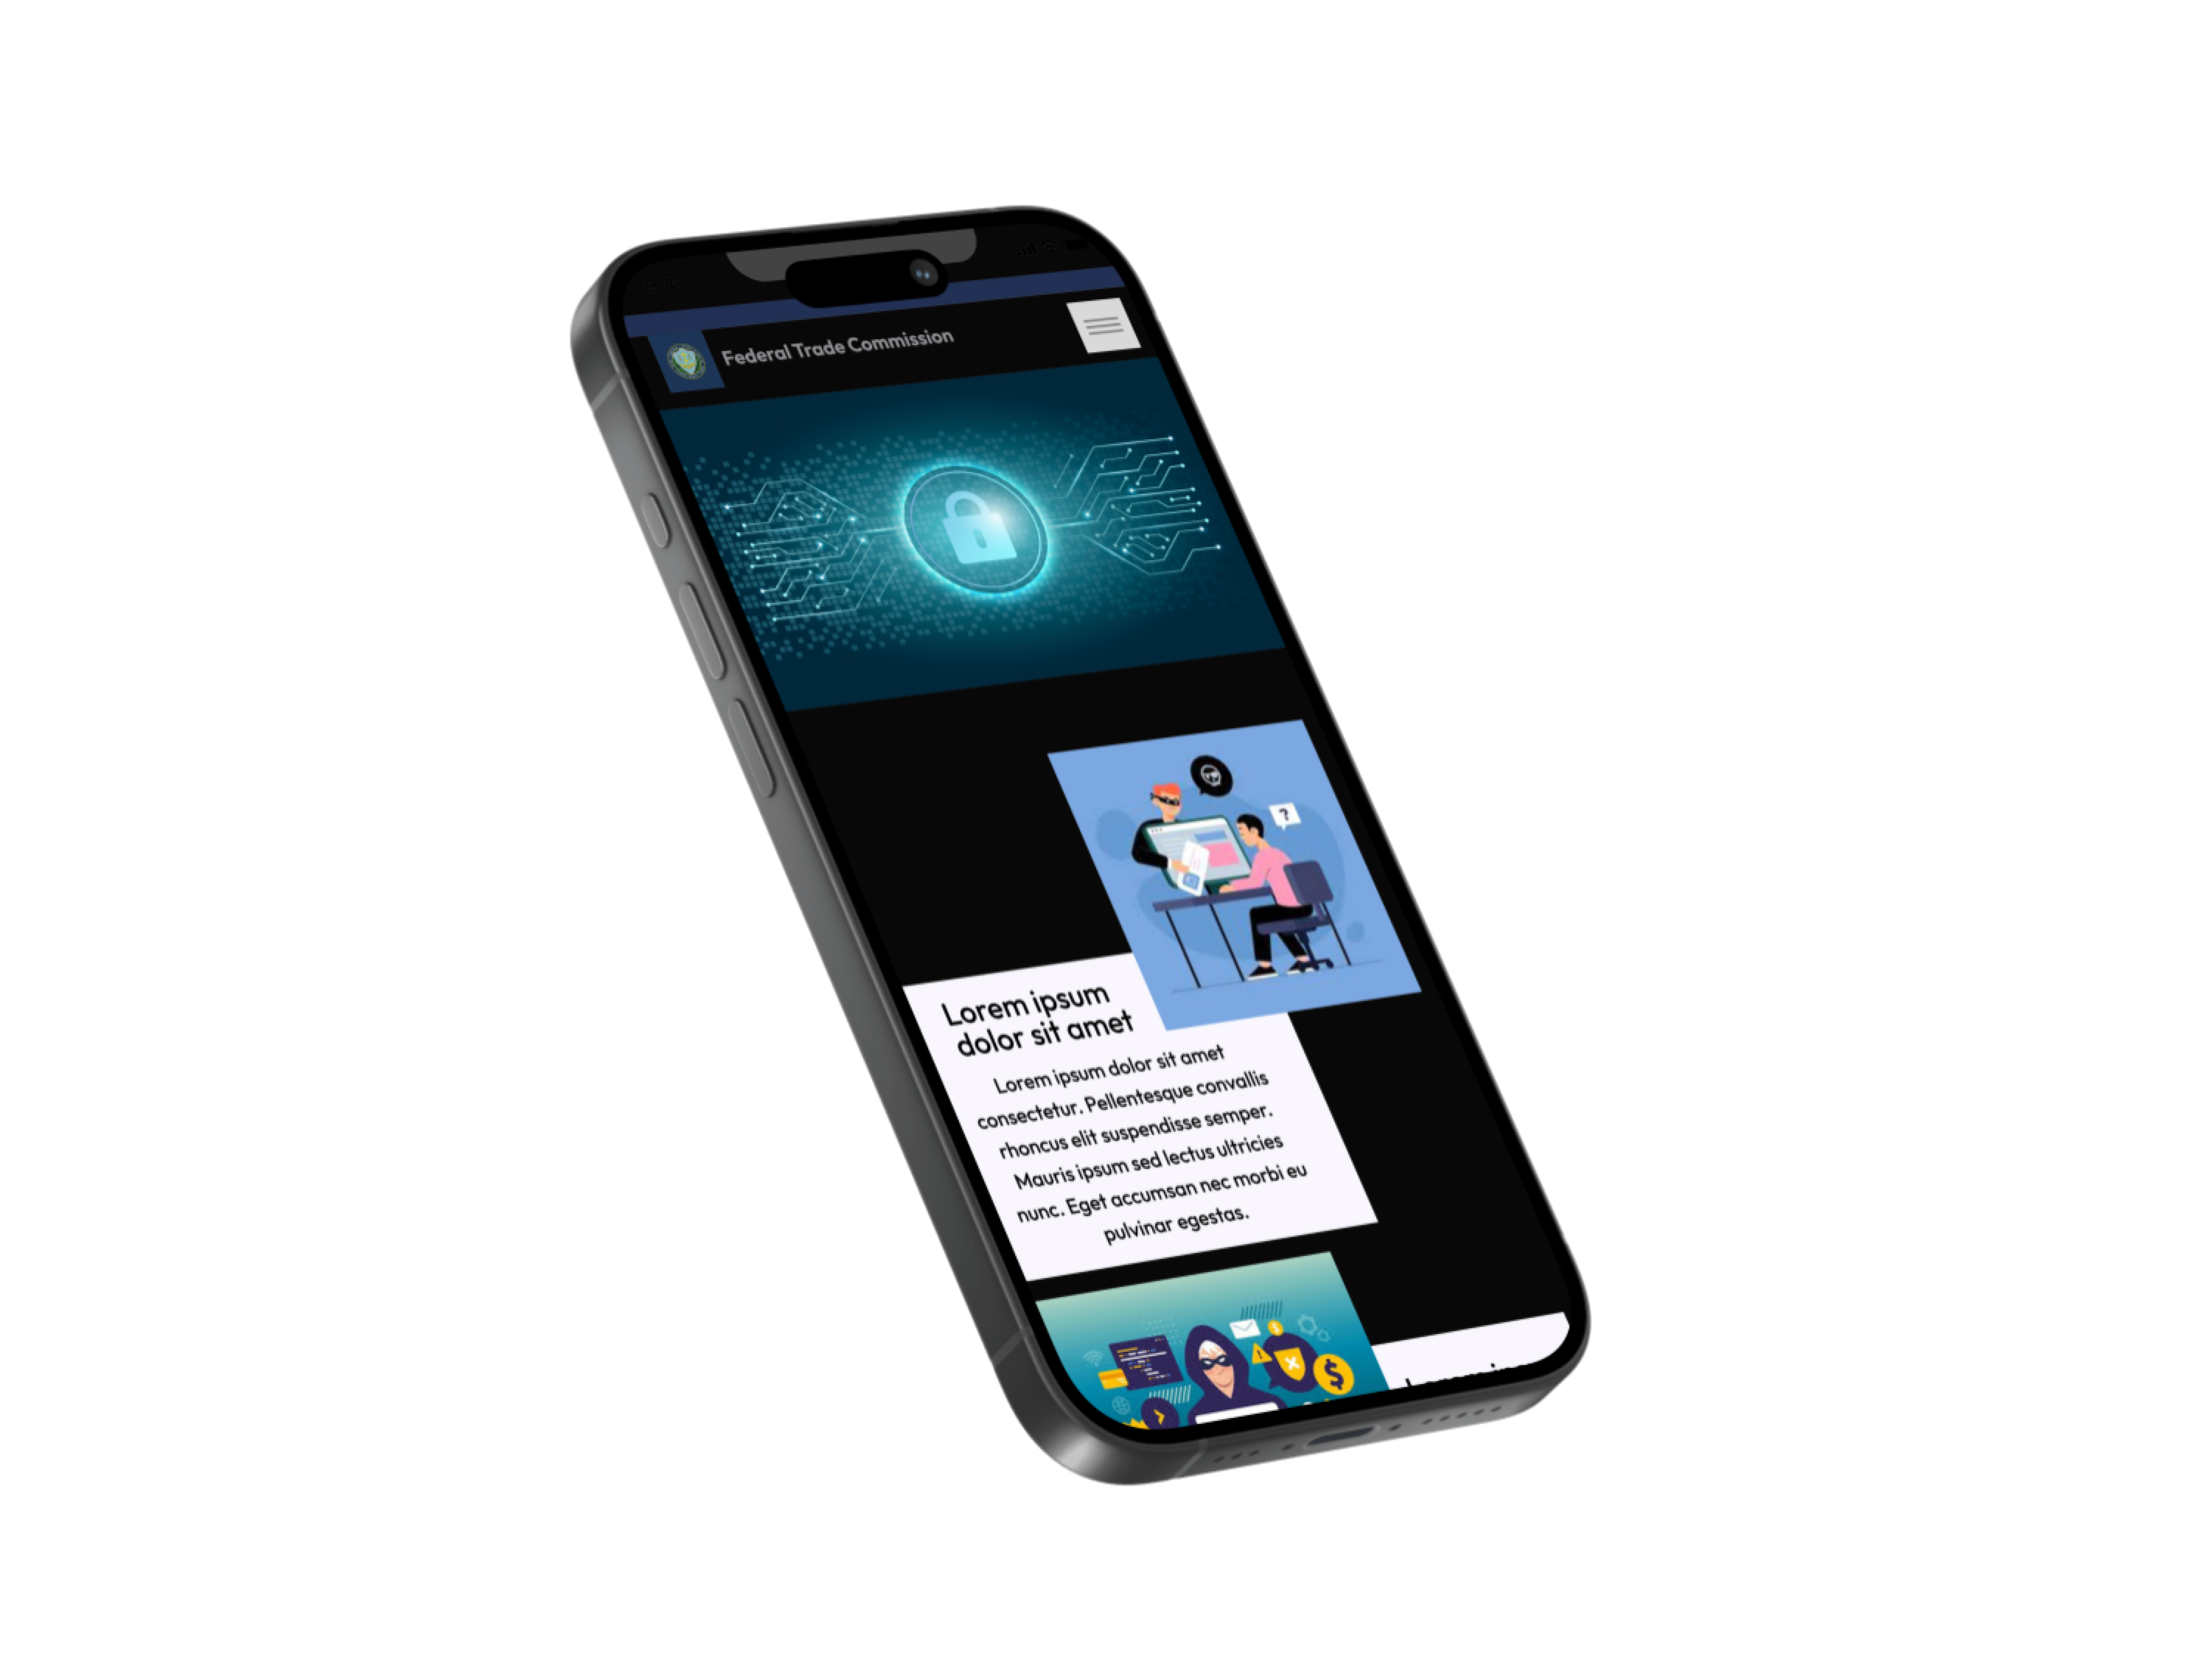 Federal Trade Commission
?
Lorem ipsum
dolor sit amet
Lorem ipsum dolor sit amet
consectetur. Pellentesque convallis
rhoncus elit suspendisse semper.
Mauris ipsum sed lectus ultricies
nunc. Eget accumsan nec morbi eu
pulvinar egestas.
$